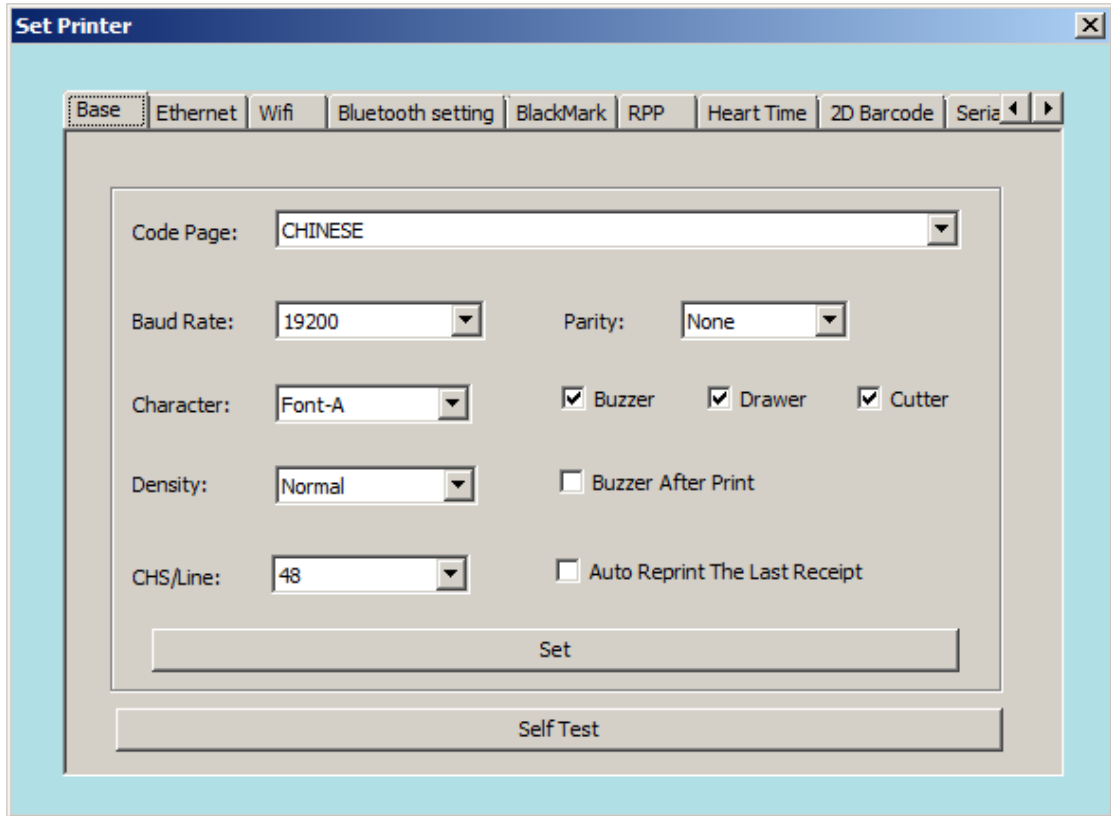 Set Printer
Base Ethernet Wifi Bluetooth setting BlackMark RPP Heart Time 2D Barcode Seria
Code Page: CHINESE
Baud Rate: 19200 Parity: None
Character: Font-A Buzzer Drawer Cutter
Density: Normal Buzzer After Print
CHS/Line: 48 Auto Reprint The Last Receipt
Set
Self Test